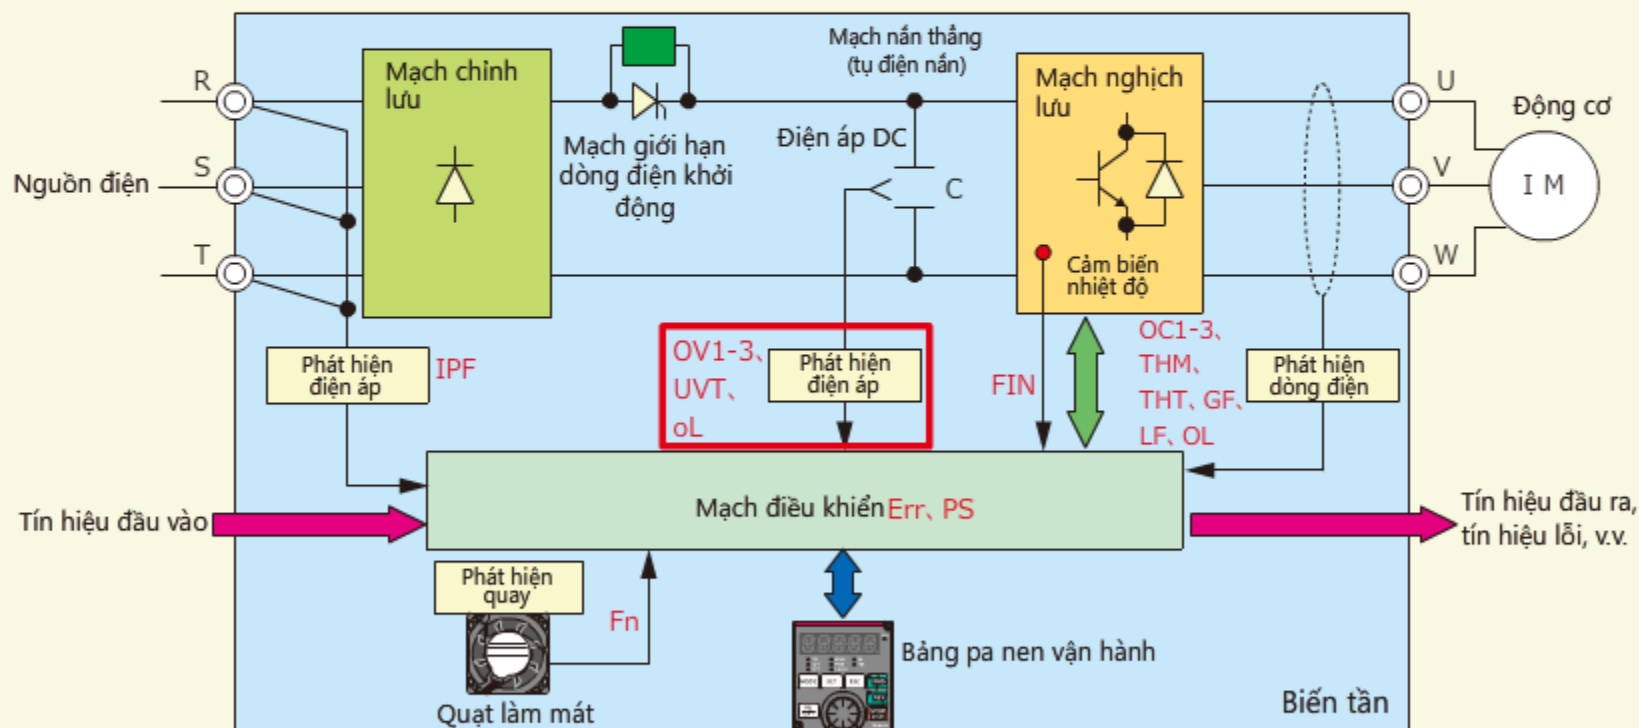 Mạch nắn thẳng
(tụ điện nắn)
R
Mạch chỉnh
lưu
Mạch nghịch
lưu
U
Động cơ
Điện áp DC
Mạch giới hạn
dòng điện khởi
động
Nguồn điện
S
C
V
I M
T
Cảm biến
nhiệt độ
W
Phát hiện
điện áp
IPF
OV1-3、
UVT、
oL
Phát hiện
điện áp
FIN
OC1-3、
THM、
THT、GF、
LF、OL
Phát hiện
dòng điện
Tín hiệu đầu vào
Mạch điều khiển Err、PS
Tín hiệu đầu ra,
tín hiệu lỗi, v.v.
Phát hiện
quay
Fn
Bảng pa nen vận hành
Quạt làm mát
Biến tần